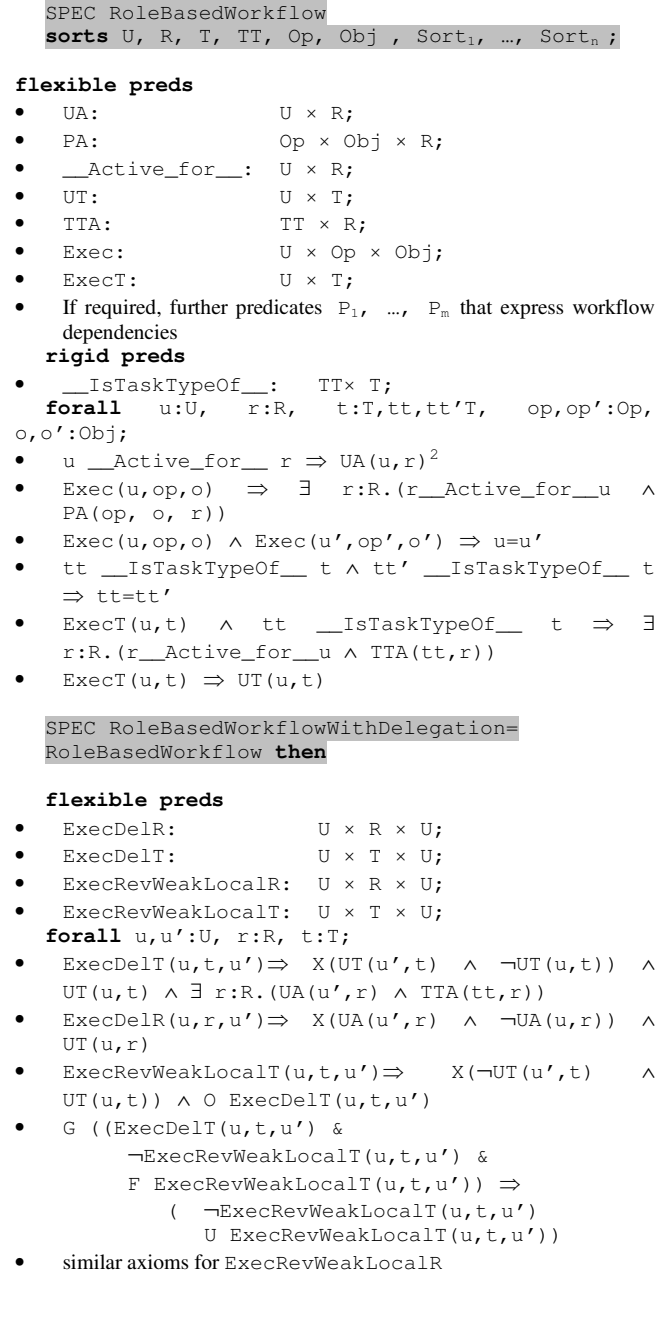 SPEC RoleBasedWorkflow
sorts U, R, T, TT, Op, Obj , Sort₁, …, Sortₙ ;
flexible preds
• UA: U × R;
• PA: Op × Obj × R;
• __Active_for__: U × R;
• UT: U × T;
• TTA: TT × R;
• Exec: U × Op × Obj;
• ExecT: U × T;
• If required, further predicates P₁, …, Pₘ that express workflow
dependencies
rigid preds
• __IsTaskTypeOf__: TT× T;
forall u:U, r:R, t:T,tt,tt'T, op,op':Op,
o,o':Obj;
• u __Active_for__ r ⇒ UA(u,r)²
• Exec(u,op,o) ⇒ ∃ r:R.(r__Active_for__u ∧
PA(op, o, r))
• Exec(u,op,o) ∧ Exec(u',op',o') ⇒ u=u'
• tt __IsTaskTypeOf__ t ∧ tt' __IsTaskTypeOf__ t
⇒ tt=tt'
• ExecT(u,t) ∧ tt __IsTaskTypeOf__ t ⇒ ∃
r:R.(r__Active_for__u ∧ TTA(tt,r))
• ExecT(u,t) ⇒ UT(u,t)
SPEC RoleBasedWorkflowWithDelegation=
RoleBasedWorkflow then
flexible preds
• ExecDelR: U × R × U;
• ExecDelT: U × T × U;
• ExecRevWeakLocalR: U × R × U;
• ExecRevWeakLocalT: U × T × U;
forall u,u':U, r:R, t:T;
• ExecDelT(u,t,u')⇒ X(UT(u',t) ∧ ¬UT(u,t)) ∧
UT(u,t) ∧ ∃ r:R.(UA(u',r) ∧ TTA(tt,r))
• ExecDelR(u,r,u')⇒ X(UA(u',r) ∧ ¬UA(u,r)) ∧
UT(u,r)
• ExecRevWeakLocalT(u,t,u')⇒ X(¬UT(u',t) ∧
UT(u,t)) ∧ O ExecDelT(u,t,u')
• G ((ExecDelT(u,t,u') &
¬ExecRevWeakLocalT(u,t,u') &
F ExecRevWeakLocalT(u,t,u')) ⇒
( ¬ExecRevWeakLocalT(u,t,u')
U ExecRevWeakLocalT(u,t,u'))
• similar axioms for ExecRevWeakLocalR